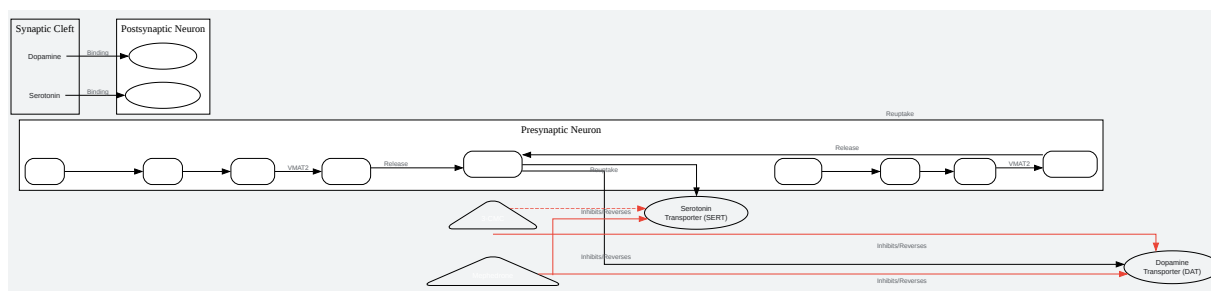 Synaptic Cleft
Postsynaptic Neuron
Dopamine
Binding
Serotonin
Binding
Reuptake
Presynaptic Neuron
Release
VMAT2
Release
Reuptake
VMAT2
Serotonin
Transporter (SERT)
Inhibits/Reverses
Inhibits/Reverses
Inhibits/Reverses
Dopamine
Transporter (DAT)
Inhibits/Reverses